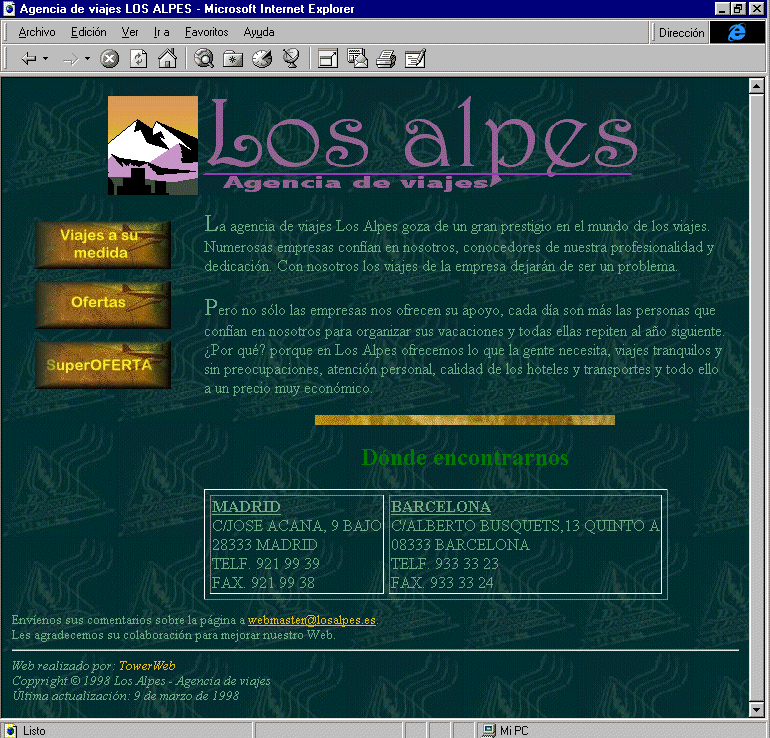 Agencia de viajes LOS ALPES - Microsoft Internet Explorer
Archivo Edición Ver Ir a Favoritos Ayuda Dirección
Los alpes
Agencia de viajes
Viajes a su
medida
Ofertas
SuperOFERTA
La agencia de viajes Los Alpes goza de un gran prestigio en el mundo de los viajes.
Numerosas empresas confían en nosotros, conocedores de nuestra profesionalidad y
dedicación. Con nosotros los viajes de la empresa dejarán de ser un problema.
Pero no sólo las empresas nos ofrecen su apoyo, cada día son más las personas que
confían en nosotros para organizar sus vacaciones y todas ellas repiten al año siguiente.
¿Por qué? porque en Los Alpes ofrecemos lo que la gente necesita, viajes tranquilos y
sin preocupaciones, atención personal, calidad de los hoteles y transportes y todo ello
a un precio muy económico.
Dónde encontrarnos
MADRID
C/JOSE ACANA, 9 BAJO
28333 MADRID
TELF. 921 99 39
FAX. 921 99 38
BARCELONA
C/ALBERTO BUSQUETS,13 QUINTO A
08333 BARCELONA
TELF. 933 33 23
FAX. 933 33 24
Envíenos sus comentarios sobre la página a webmaster@losalpes.es.
Les agradecemos su colaboración para mejorar nuestro Web.
Web realizado por: TowerWeb
Copyright © 1998 Los Alpes - Agencia de viajes
Última actualización: 9 de marzo de 1998
Listo Mi PC